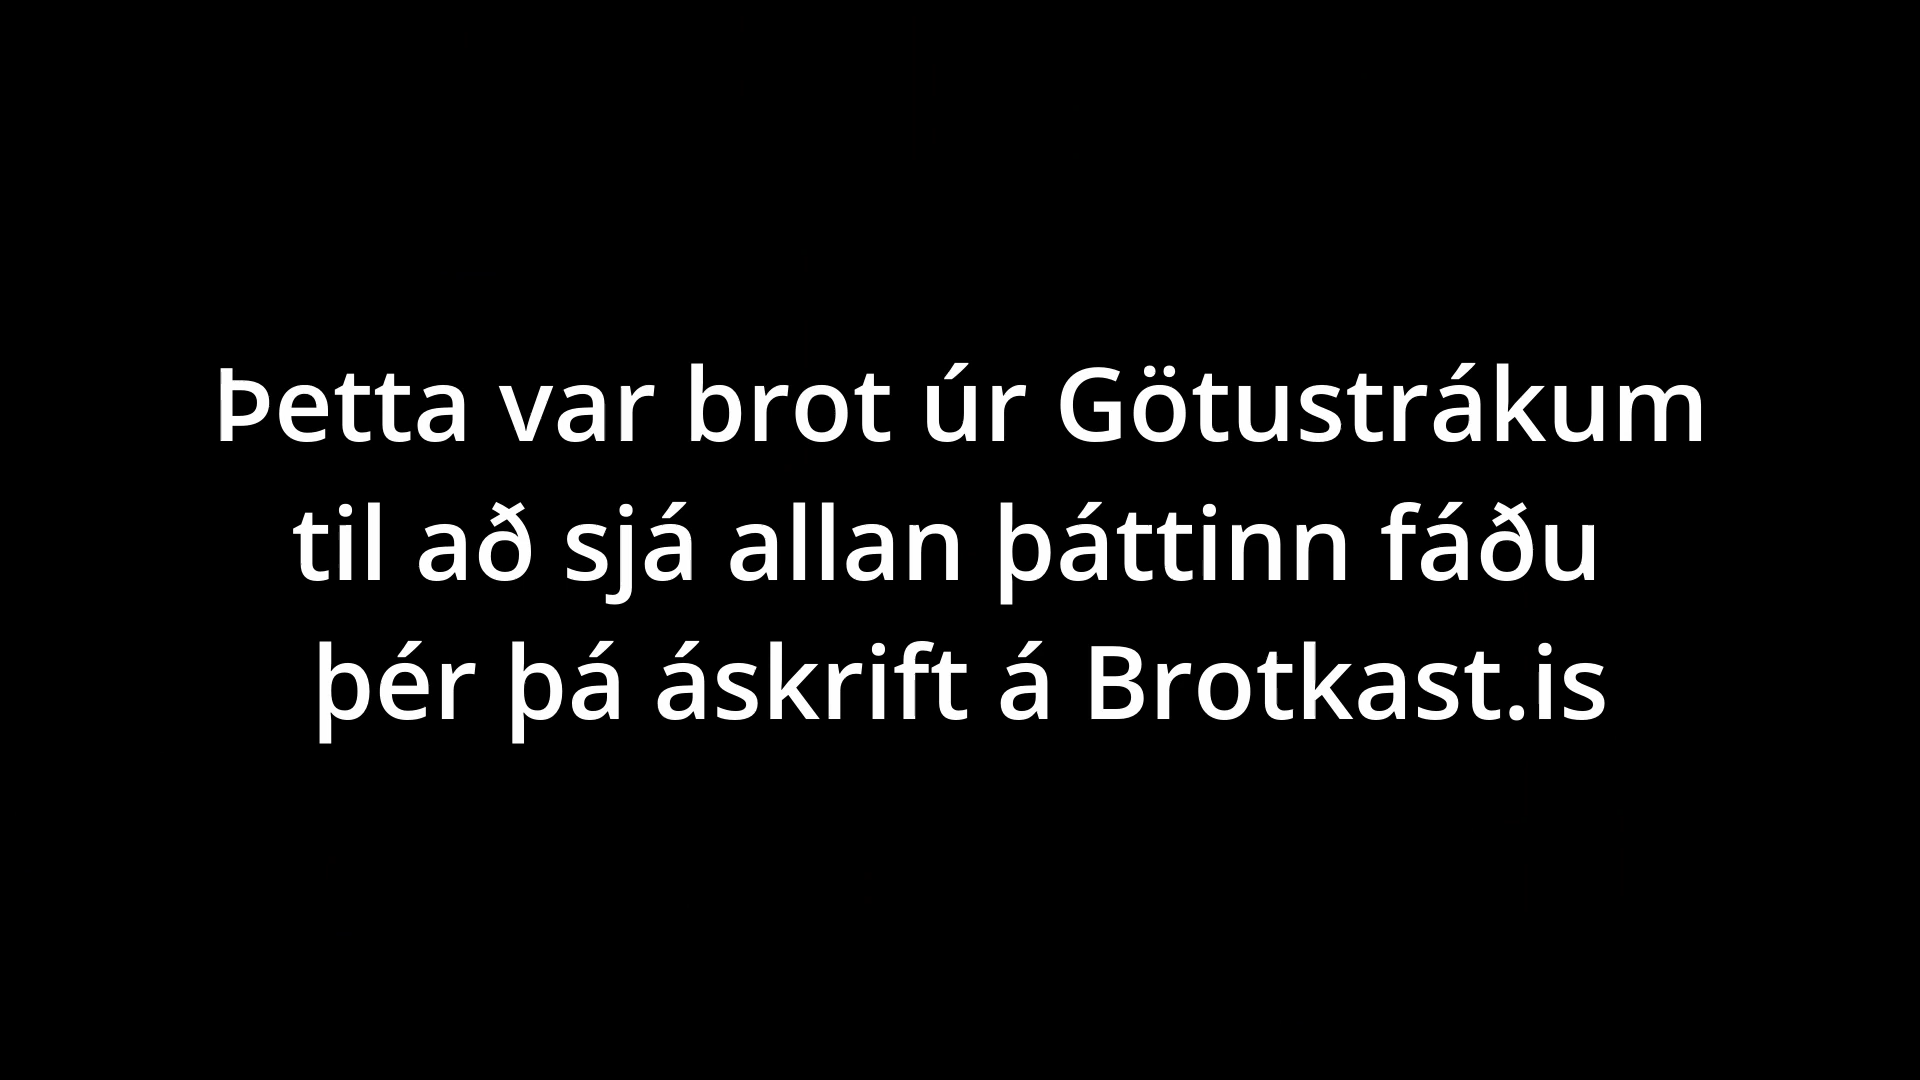 Þetta var brot úr Götustrákum
til að sjá allan þáttinn fáðu
þér þá áskrift á Brotkast.is